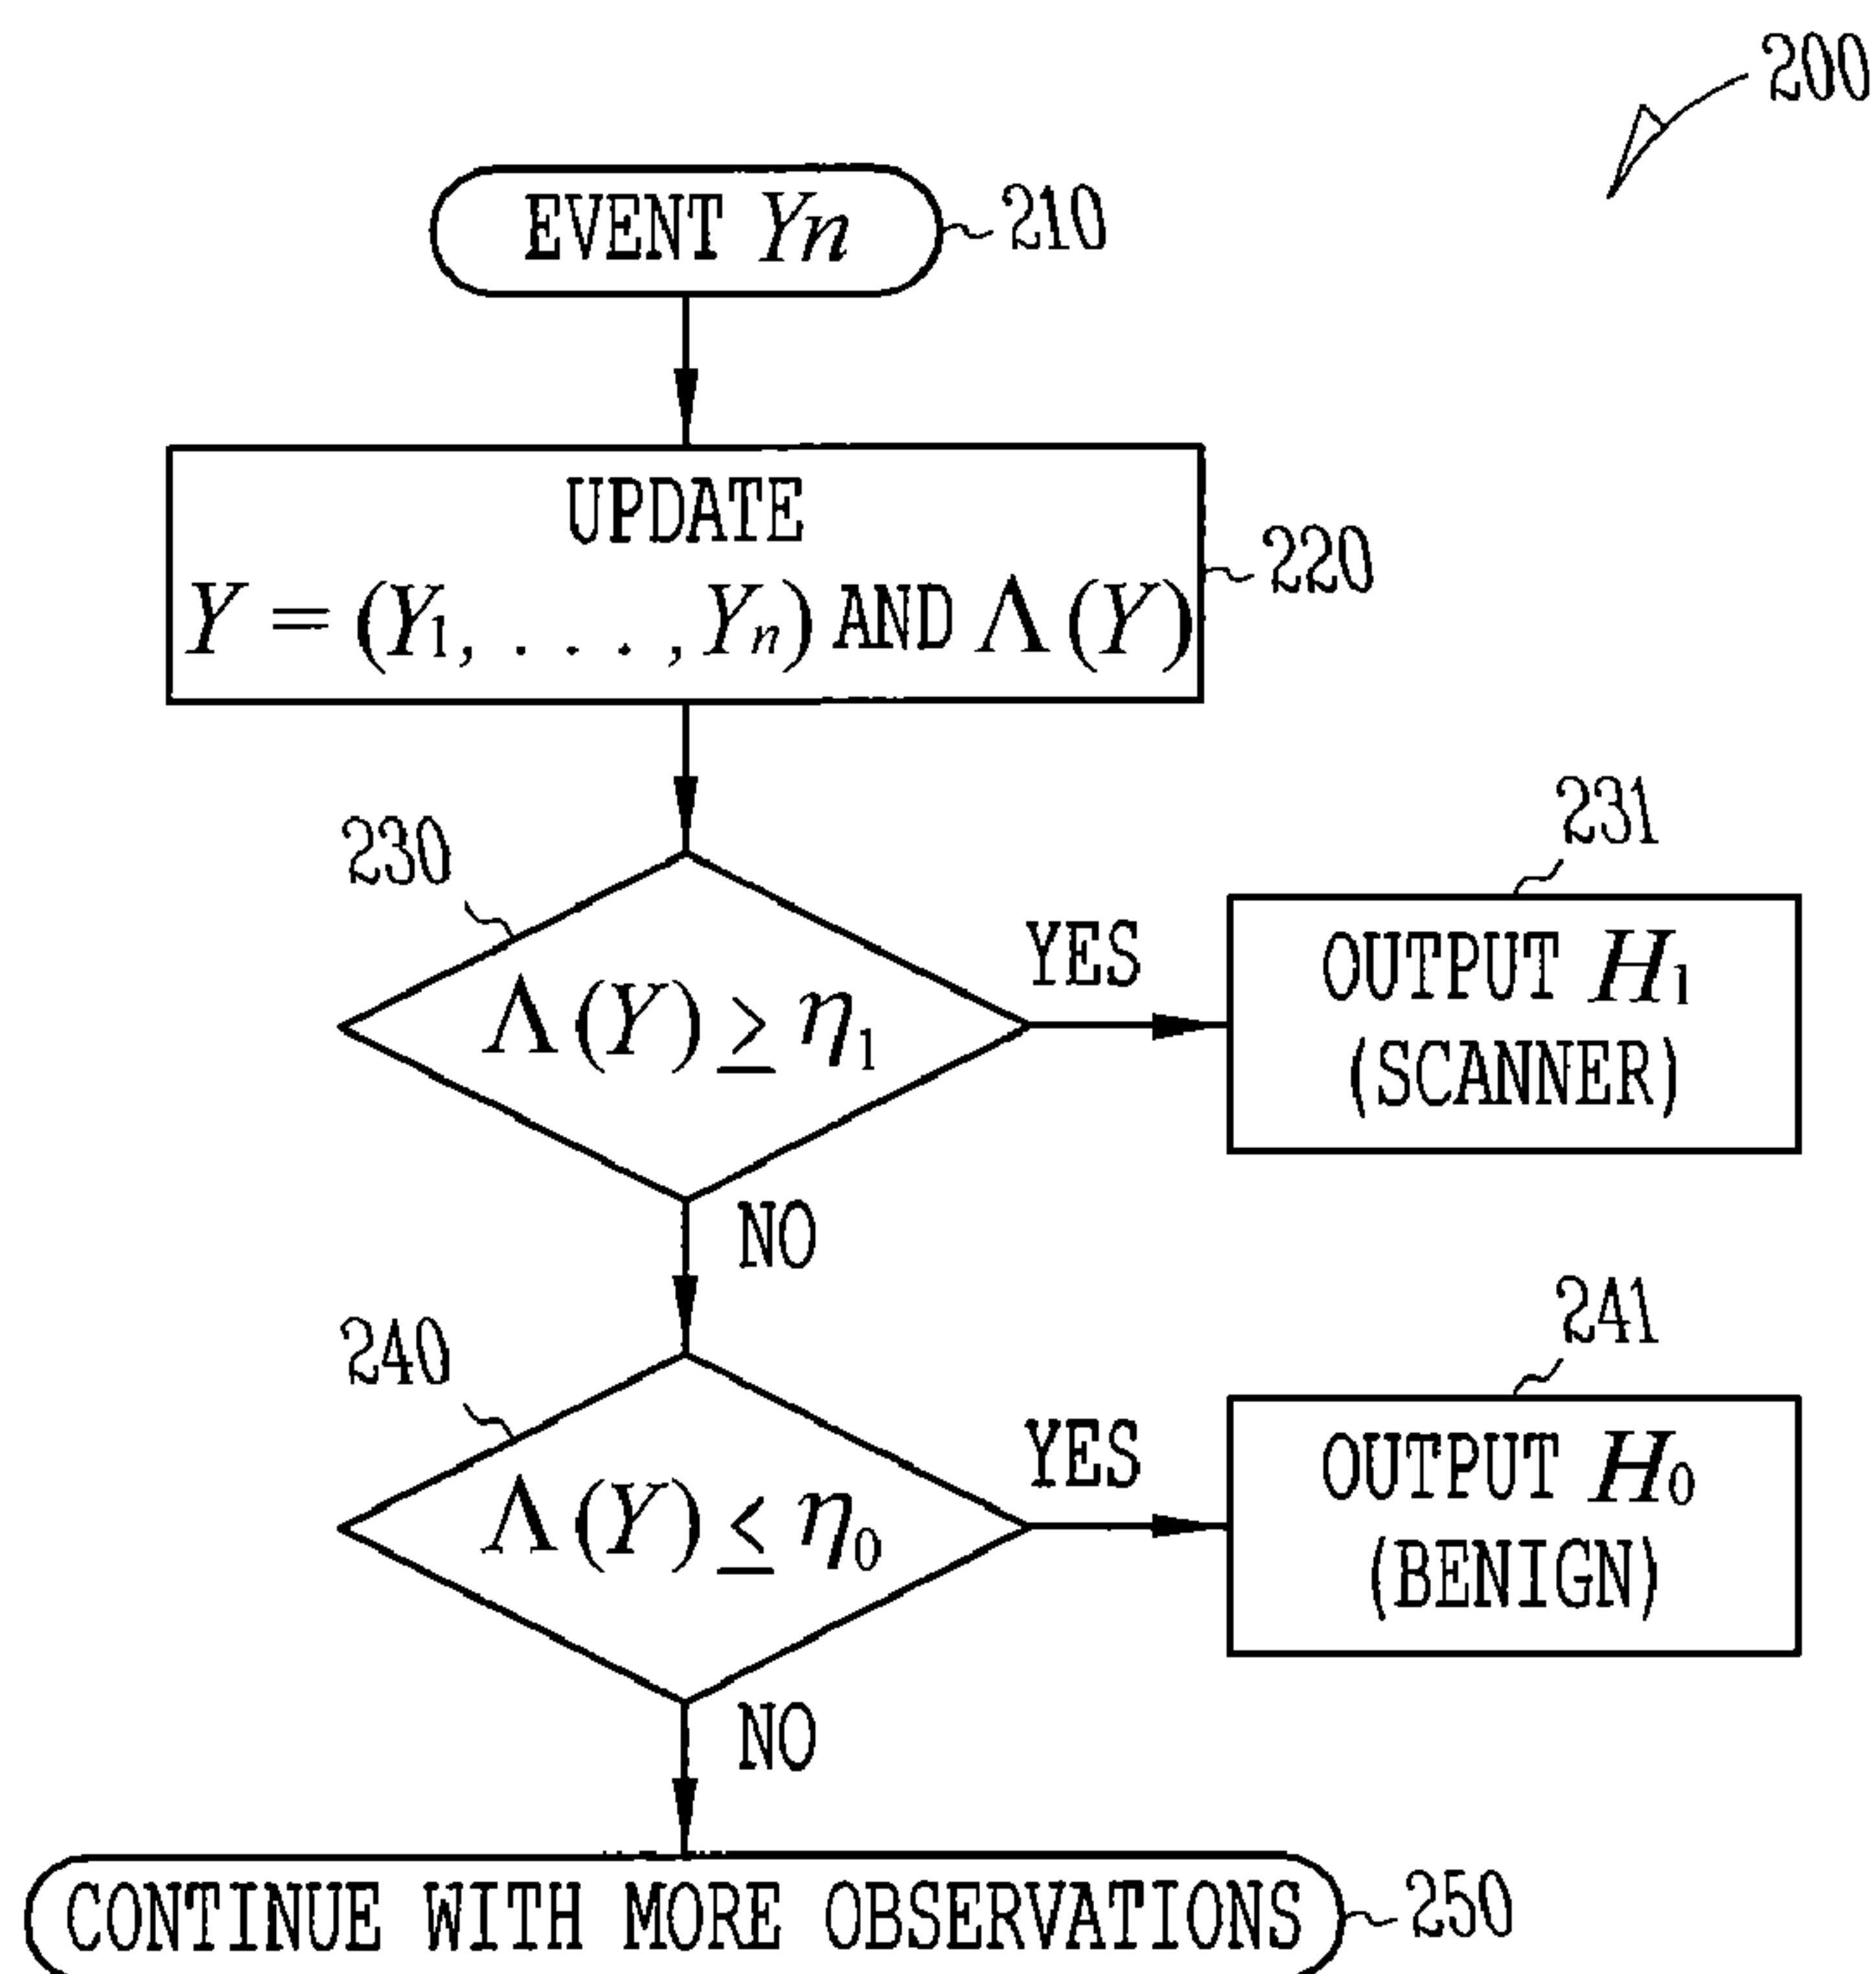 200
EVENT Yn
210
UPDATE
Y = (Y₁, . . . , Yₙ) AND Λ(Y)
220
230
Λ(Y) ≥ η₁
YES
231
OUTPUT H₁
(SCANNER)
NO
240
Λ(Y) ≤ η₀
YES
241
OUTPUT H₀
(BENIGN)
NO
CONTINUE WITH MORE OBSERVATIONS
250